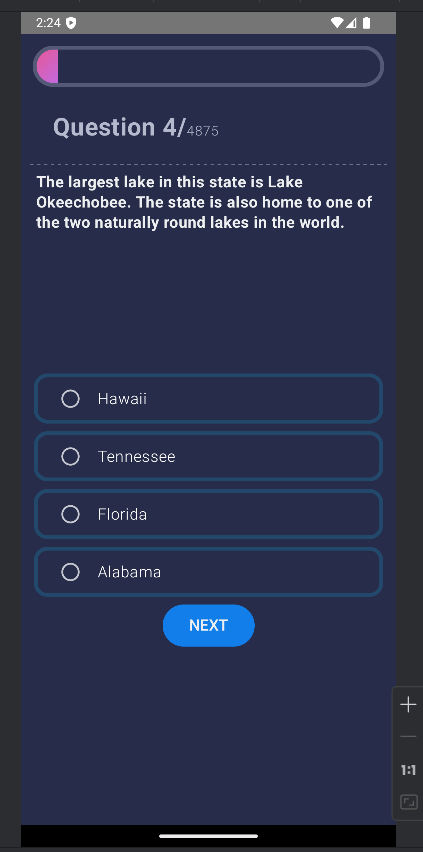 2:24
Question 4/4875
The largest lake in this state is Lake
Okeechobee. The state is also home to one of
the two naturally round lakes in the world.
Hawaii
Tennessee
Florida
Alabama
NEXT
1:1